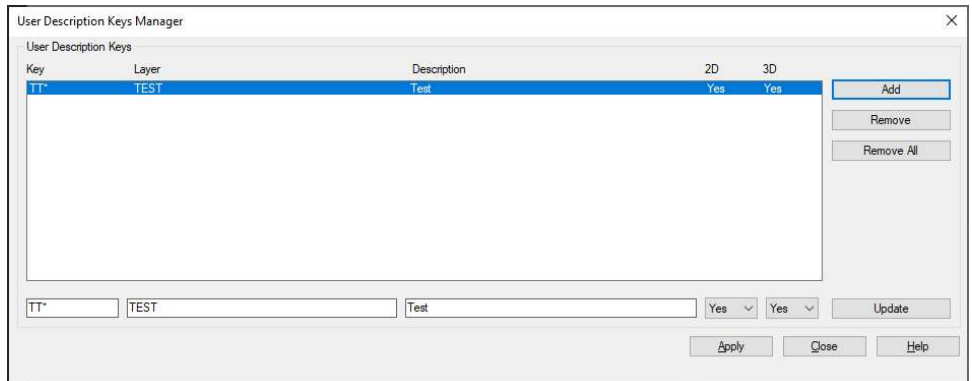 User Description Keys Manager
User Description Keys
Key Layer Description 2D 3D
TT* TEST Test Yes Yes
Add
Remove
Remove All
TT* TEST Test Yes Yes Update
Apply Close Help